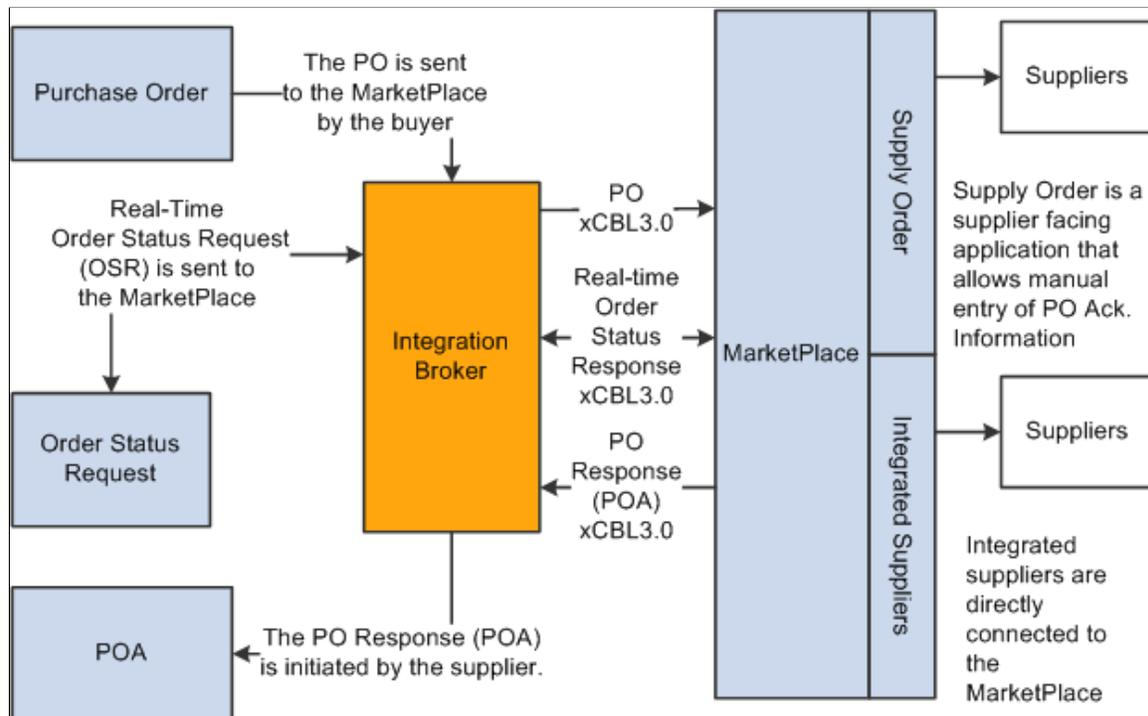 Purchase Order
The PO is sent
to the MarketPlace
by the buyer
Real-Time
Order Status Request
(OSR) is sent to
the MarketPlace
Order Status
Request
POA
The PO Response (POA)
is initiated by the supplier.
Integration
Broker
PO
xCBL3.0
Real-time
Order
Status
Response
xCBL3.0
PO
Response
(POA)
xCBL3.0
MarketPlace
Supply Order
Integrated Suppliers
Suppliers
Supply Order is a
supplier facing
application that
allows manual
entry of PO Ack.
Information
Suppliers
Integrated
suppliers are
directly
connected to
the
MarketPlace